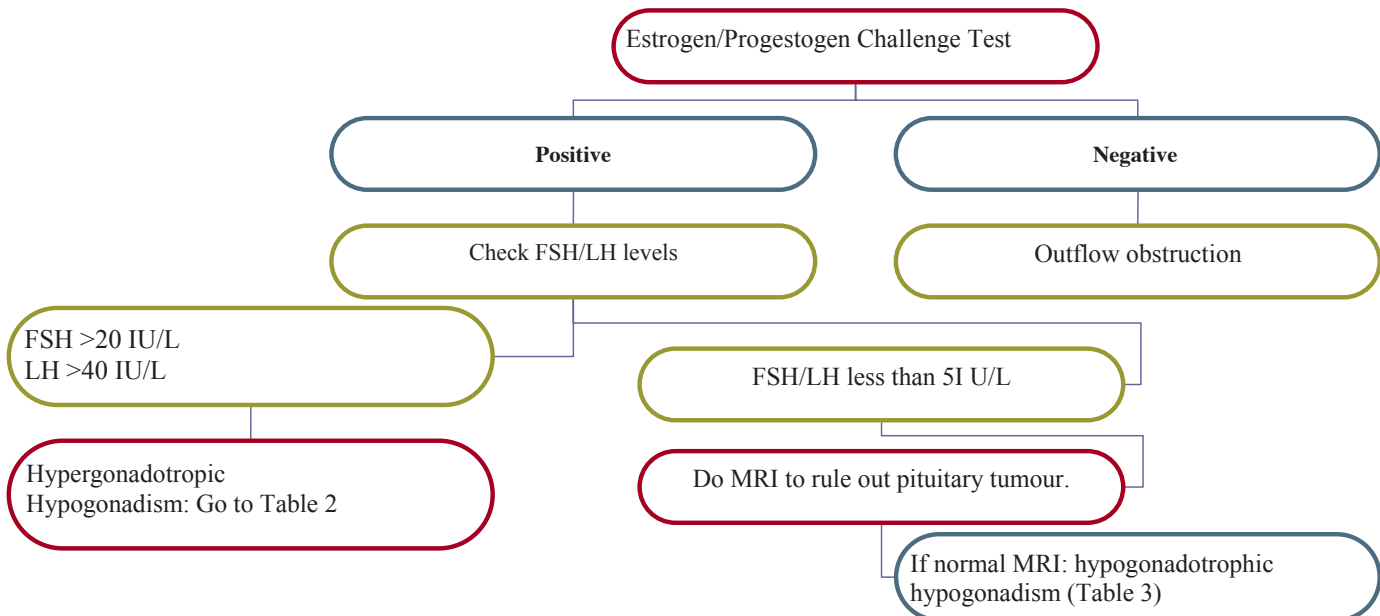 Estrogen/Progestogen Challenge Test
Positive
Negative
Check FSH/LH levels
Outflow obstruction
FSH >20 IU/L
LH >40 IU/L
FSH/LH less than 5I U/L
Hypergonadotropic
Hypogonadism: Go to Table 2
Do MRI to rule out pituitary tumour.
If normal MRI: hypogonadotrophic
hypogonadism (Table 3)